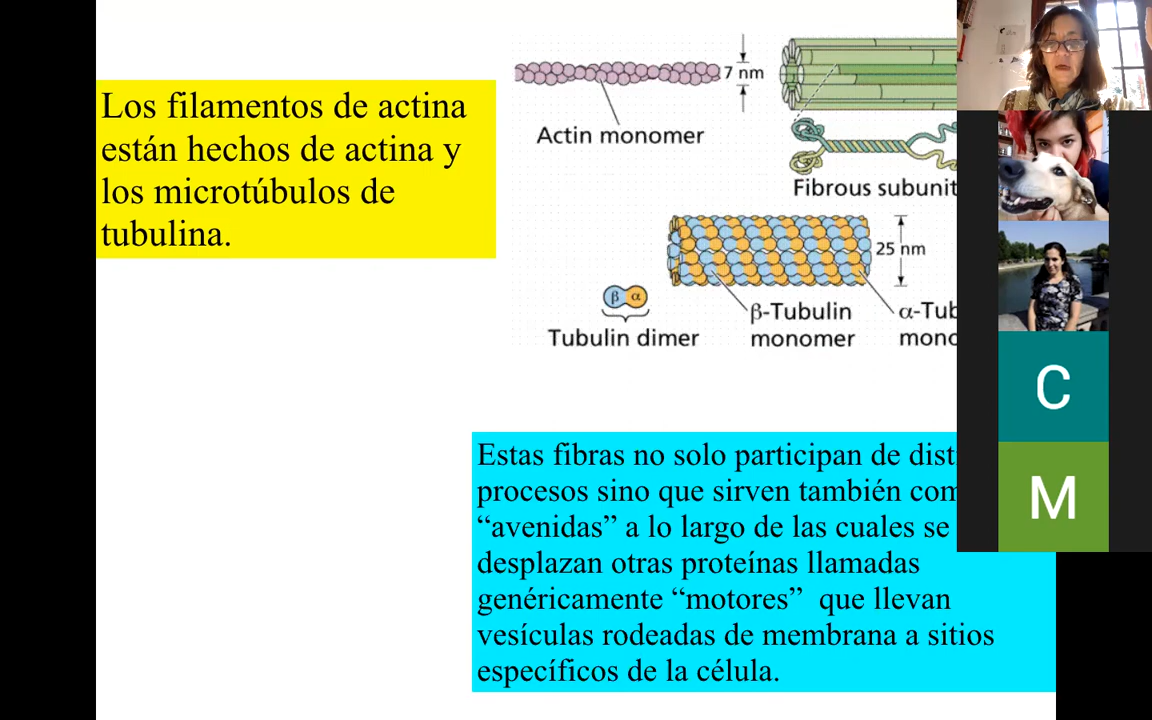 Los filamentos de actina
están hechos de actina y
los microtúbulos de
tubulina.
7 nm
Actin monomer
Fibrous subunit
25 nm
β α
β-Tubulin
monomer
α-Tub
mono
Tubulin dimer
Estas fibras no solo participan de dist
procesos sino que sirven también com
“avenidas” a lo largo de las cuales se
desplazan otras proteínas llamadas
genéricamente “motores” que llevan
vesículas rodeadas de membrana a sitios
específicos de la célula.
C
M